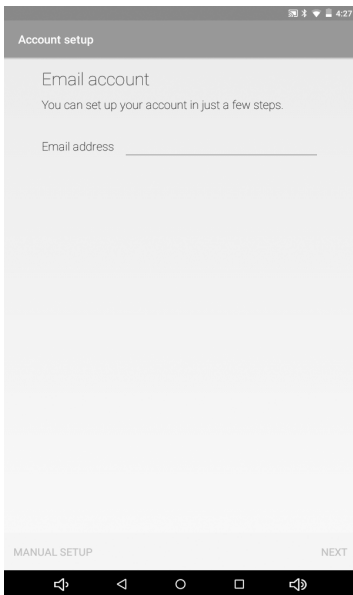 4:27
Account setup
Email account
You can set up your account in just a few steps.
Email address
MANUAL SETUP
NEXT